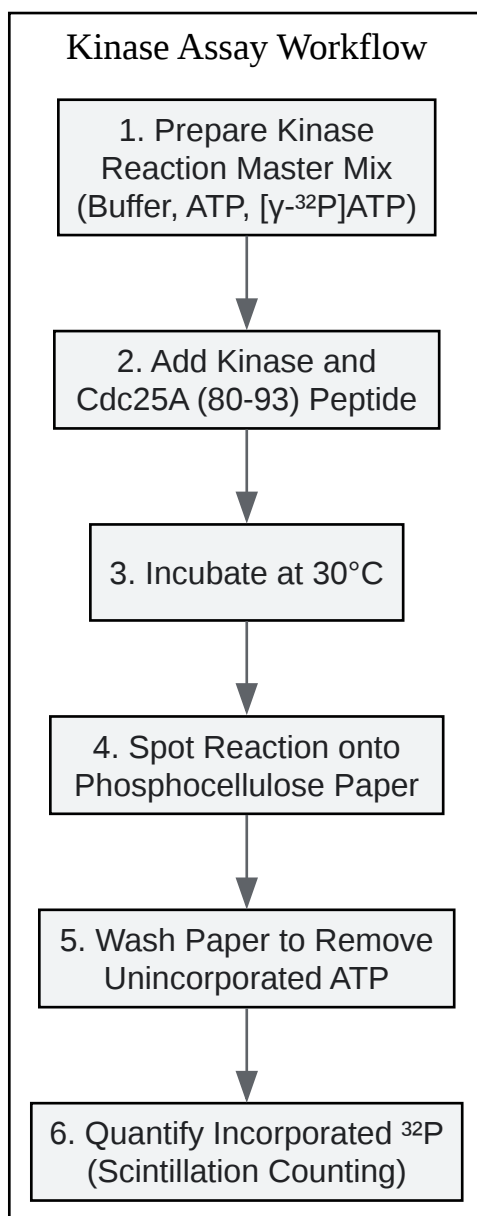 Kinase Assay Workflow
1. Prepare Kinase
Reaction Master Mix
(Buffer, ATP, [γ-³²P]ATP)
2. Add Kinase and
Cdc25A (80-93) Peptide
3. Incubate at 30°C
4. Spot Reaction onto
Phosphocellulose Paper
5. Wash Paper to Remove
Unincorporated ATP
6. Quantify Incorporated ³²P
(Scintillation Counting)